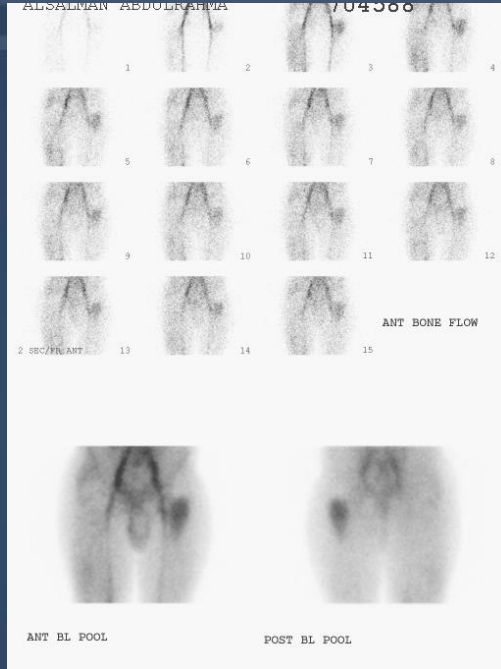 ALSALMAN ABDULRAHMA 704588
1 2 3 4
5 6 7 8
9 10 11 12
ANT BONE FLOW
2 SEC/FR ANT 13 14 15
ANT BL POOL
POST BL POOL